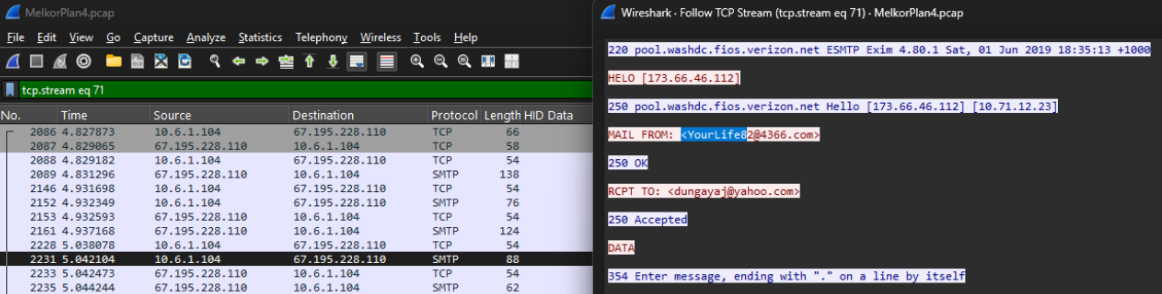 MelkorPlan4.pcap
File Edit View Go Capture Analyze Statistics Telephony Wireless Tools Help
tcp.stream eq 71
No. Time Source Destination Protocol Length HID Data
2086 4.827873 10.6.1.104 67.195.228.110 TCP 66
2087 4.829065 67.195.228.110 10.6.1.104 TCP 58
2088 4.829182 10.6.1.104 67.195.228.110 TCP 54
2089 4.831296 67.195.228.110 10.6.1.104 SMTP 138
2146 4.931698 10.6.1.104 67.195.228.110 TCP 54
2152 4.932349 10.6.1.104 67.195.228.110 SMTP 76
2153 4.932593 67.195.228.110 10.6.1.104 TCP 54
2161 4.937168 67.195.228.110 10.6.1.104 SMTP 124
2228 5.038078 10.6.1.104 67.195.228.110 TCP 54
2231 5.042104 10.6.1.104 67.195.228.110 SMTP 88
2233 5.042473 67.195.228.110 10.6.1.104 TCP 54
2235 5.044244 67.195.228.110 10.6.1.104 SMTP 62
Wireshark · Follow TCP Stream (tcp.stream eq 71) · MelkorPlan4.pcap
220 pool.washdc.fios.verizon.net ESMTP Exim 4.80.1 Sat, 01 Jun 2019 18:35:13 +1000
HELO [173.66.46.112]
250 pool.washdc.fios.verizon.net Hello [173.66.46.112] [10.71.12.23]
MAIL FROM: <YourLife82@4366.com>
250 OK
RCPT TO: <dungayaj@yahoo.com>
250 Accepted
DATA
354 Enter message, ending with "." on a line by itself